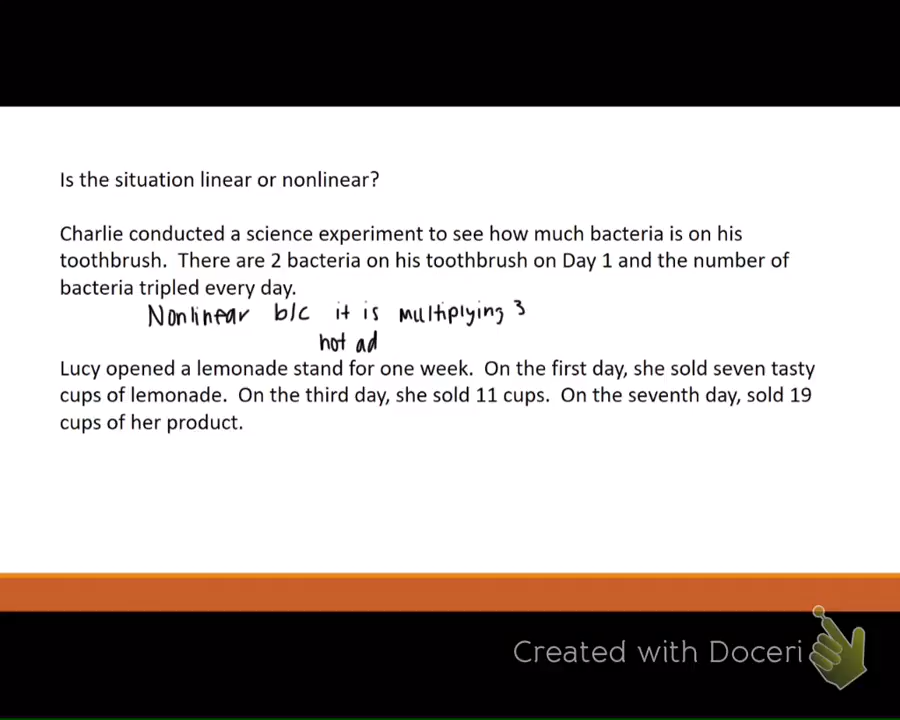 Is the situation linear or nonlinear?
Charlie conducted a science experiment to see how much bacteria is on his
toothbrush. There are 2 bacteria on his toothbrush on Day 1 and the number of
bacteria tripled every day.
Nonlinear b/c it is multiplying 3
not ad
Lucy opened a lemonade stand for one week. On the first day, she sold seven tasty
cups of lemonade. On the third day, she sold 11 cups. On the seventh day, sold 19
cups of her product.
Created with Doceri